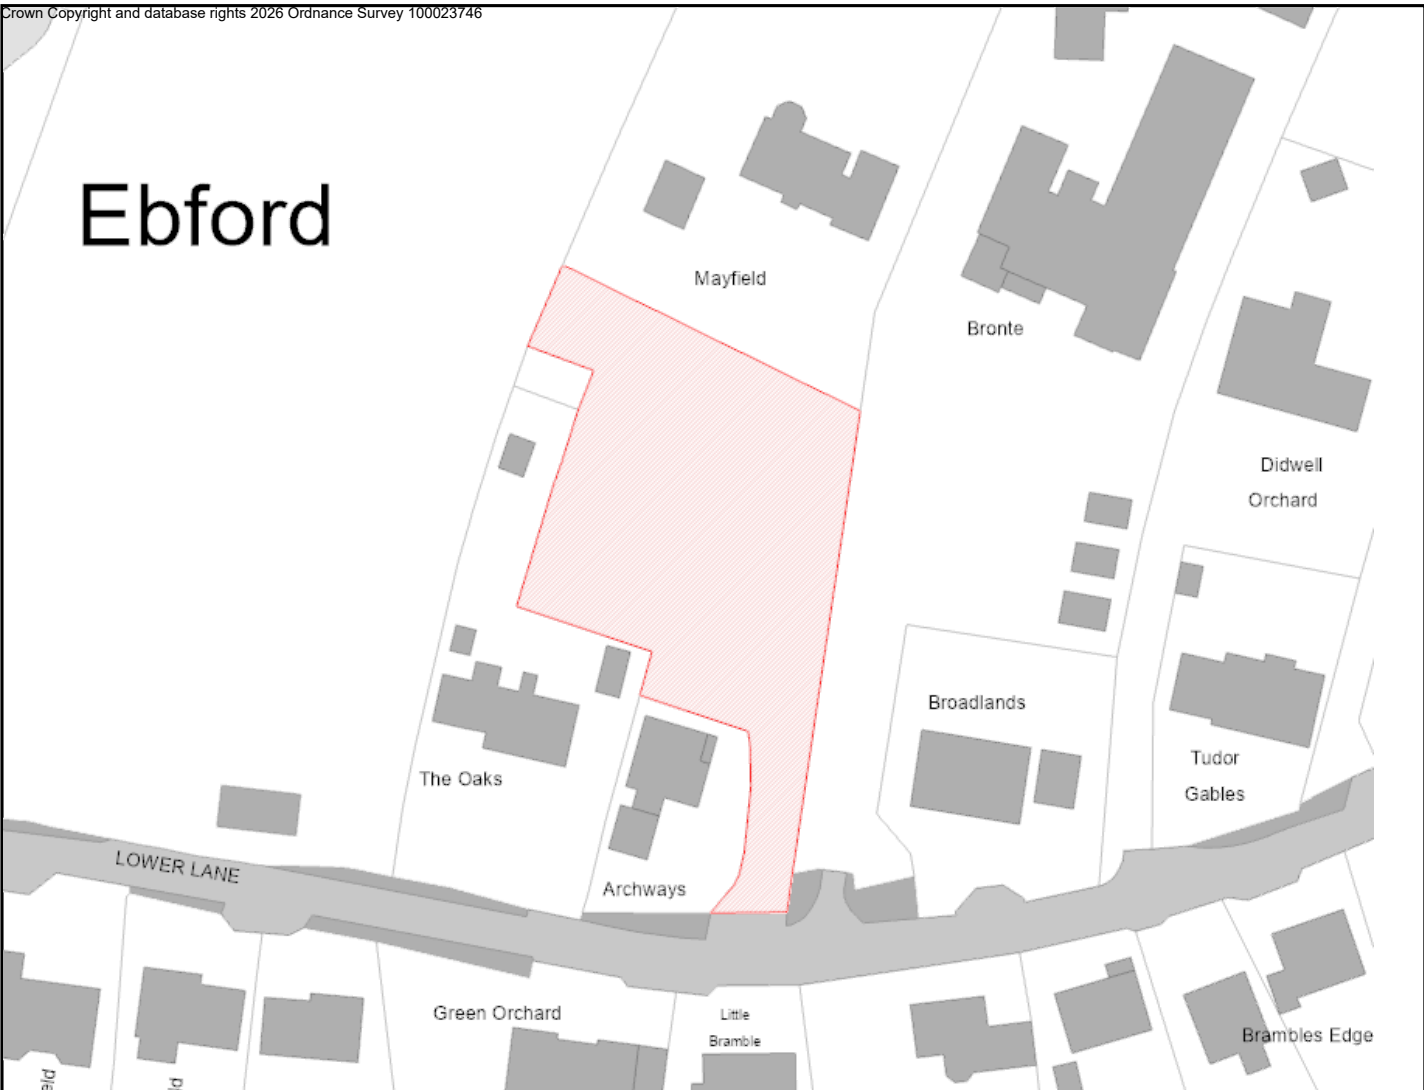 Crown Copyright and database rights 2026 Ordnance Survey 100023746
Ebford
Mayfield
Bronte
Didwell
Orchard
Broadlands
Tudor
Gables
The Oaks
LOWER LANE
Archways
Green Orchard
Little
Bramble
Brambles Edge